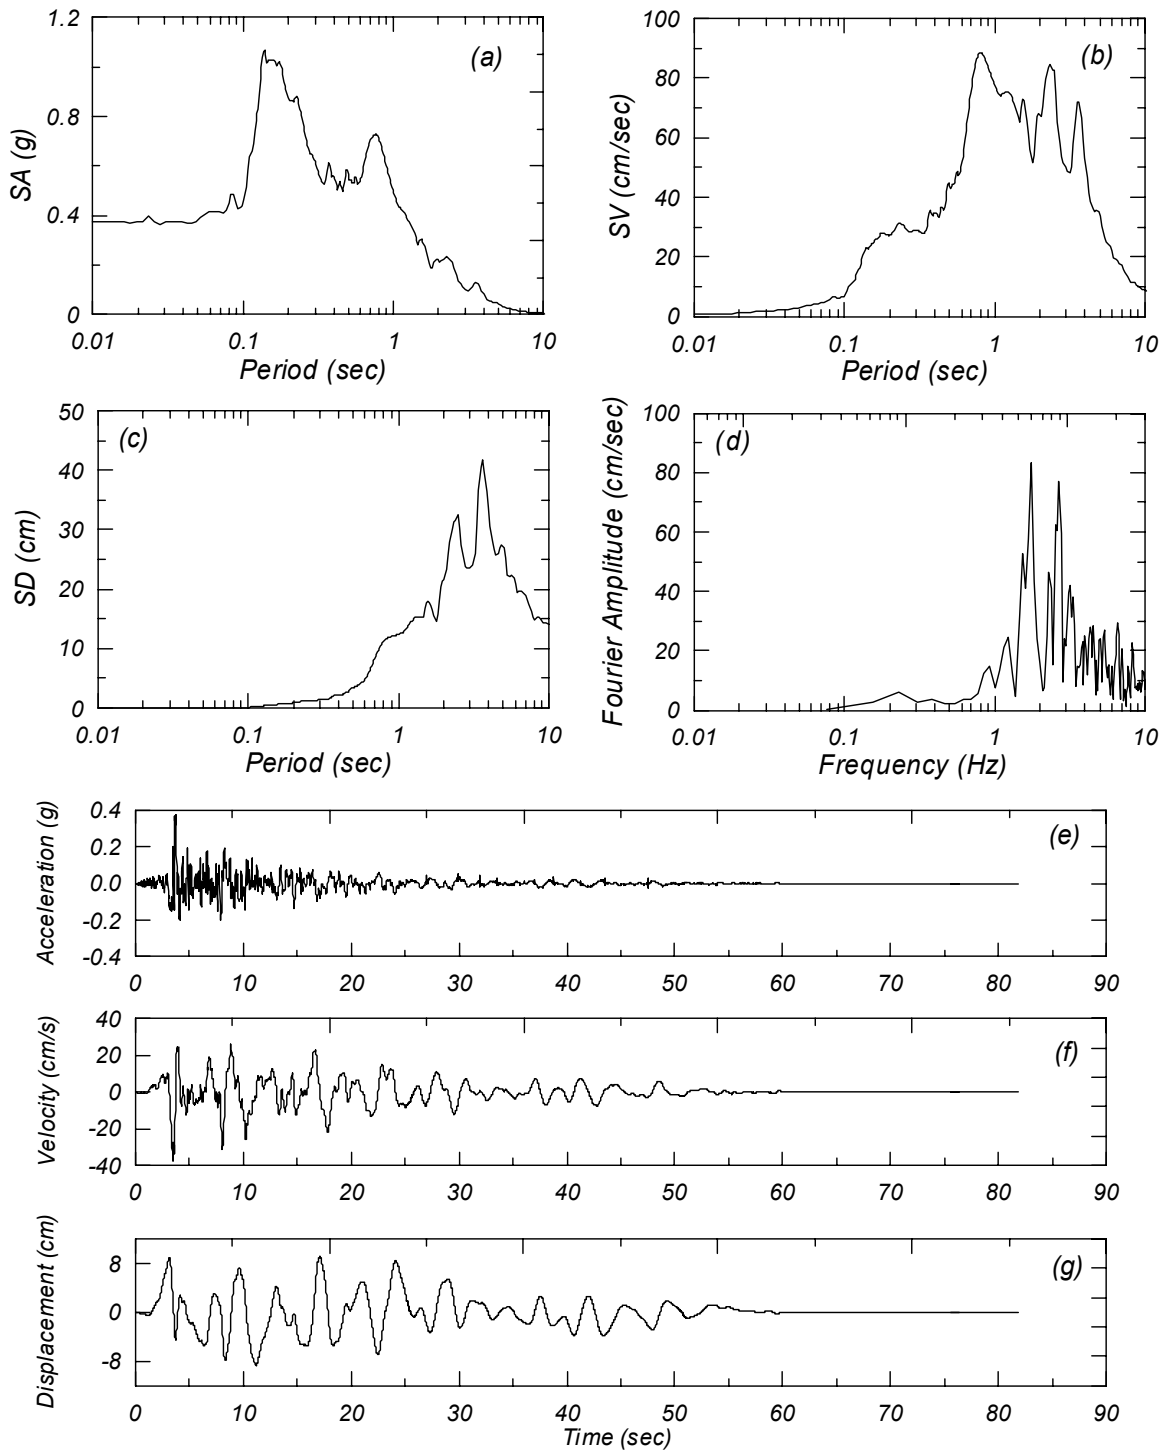 1.2
0.8
0.4
0
SA (g)
(a)
0.01 0.1 1 10
Period (sec)
100
80
60
40
20
0
SV (cm/sec)
(b)
0.01 0.1 1 10
Period (sec)
50
40
30
20
10
0
SD (cm)
(c)
0.01 0.1 1 10
Period (sec)
100
80
60
40
20
0
Fourier Amplitude (cm/sec)
(d)
0.01 0.1 1 10
Frequency (Hz)
0.4
0.2
0.0
-0.2
-0.4
Acceleration (g)
(e)
0 10 20 30 40 50 60 70 80 90
40
20
0
-20
-40
Velocity (cm/s)
(f)
0 10 20 30 40 50 60 70 80 90
8
0
-8
Displacement (cm)
(g)
0 10 20 30 40 50 60 70 80 90
Time (sec)